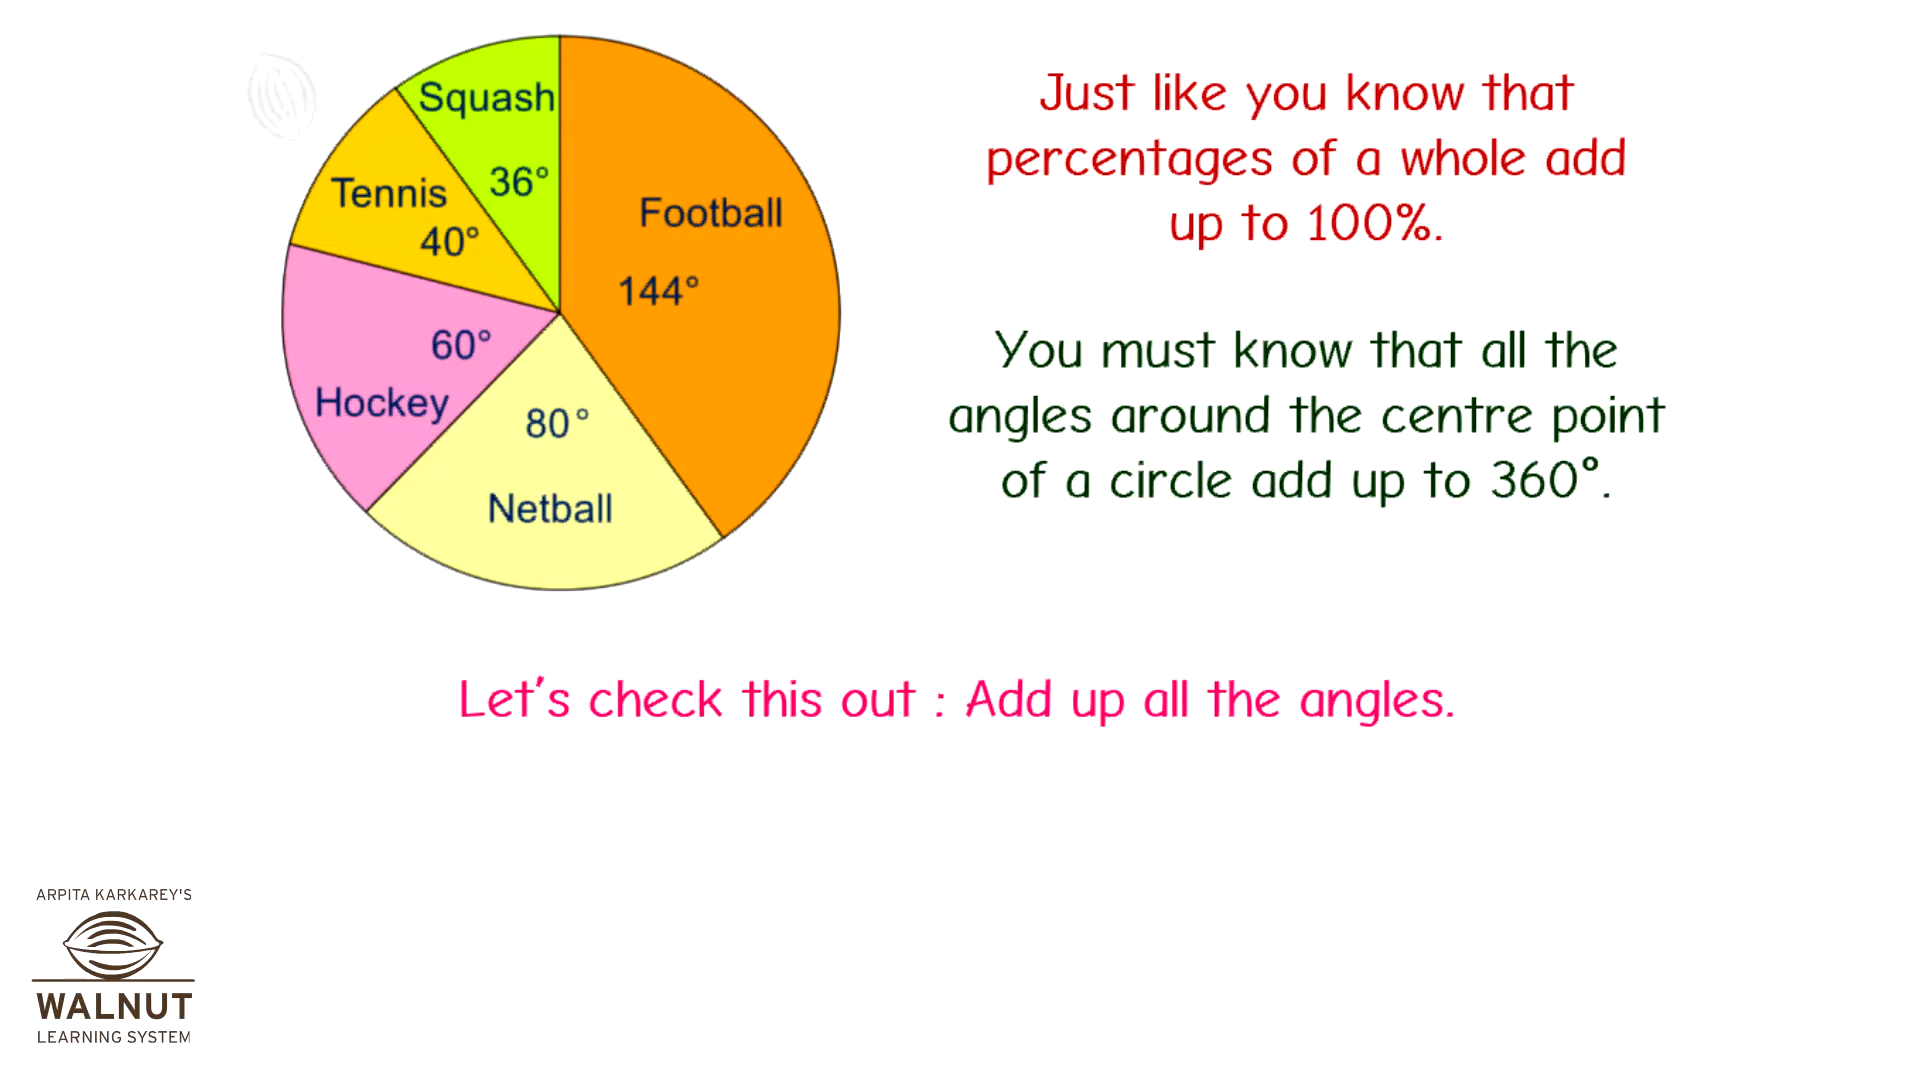 Squash
36°
Tennis
40°
Football
144°
60°
Hockey
80°
Netball
Just like you know that
percentages of a whole add
up to 100%.
You must know that all the
angles around the centre point
of a circle add up to 360°.
Let's check this out : Add up all the angles.
ARPITA KARKAREY'S
WALNUT
LEARNING SYSTEM